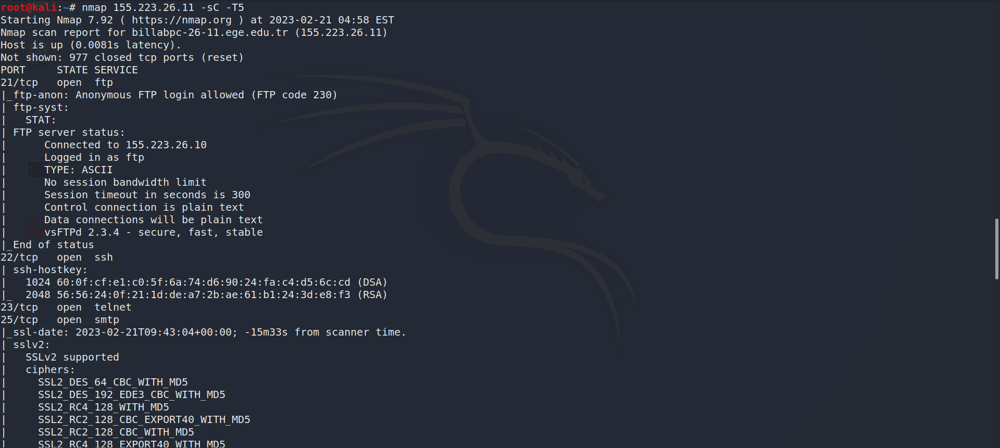 root@kali:~# nmap 155.223.26.11 -sC -T5
Starting Nmap 7.92 ( https://nmap.org ) at 2023-02-21 04:58 EST
Nmap scan report for billabpc-26-11.ege.edu.tr (155.223.26.11)
Host is up (0.0081s latency).
Not shown: 977 closed tcp ports (reset)
PORT     STATE SERVICE
21/tcp   open  ftp
|_ftp-anon: Anonymous FTP login allowed (FTP code 230)
| ftp-syst:
|   STAT:
| FTP server status:
|      Connected to 155.223.26.10
|      Logged in as ftp
|      TYPE: ASCII
|      No session bandwidth limit
|      Session timeout in seconds is 300
|      Control connection is plain text
|      Data connections will be plain text
|      vsFTPd 2.3.4 - secure, fast, stable
|_End of status
22/tcp   open  ssh
| ssh-hostkey:
|   1024 60:0f:cf:e1:c0:5f:6a:74:d6:90:24:fa:c4:d5:6c:cd (DSA)
|_  2048 56:56:24:0f:21:1d:de:a7:2b:ae:61:b1:24:3d:e8:f3 (RSA)
23/tcp   open  telnet
25/tcp   open  smtp
|_ssl-date: 2023-02-21T09:43:04+00:00; -15m33s from scanner time.
| sslv2:
|   SSLv2 supported
|   ciphers:
|     SSL2_DES_64_CBC_WITH_MD5
|     SSL2_DES_192_EDE3_CBC_WITH_MD5
|     SSL2_RC4_128_WITH_MD5
|     SSL2_RC2_128_CBC_EXPORT40_WITH_MD5
|     SSL2_RC2_128_CBC_WITH_MD5
|     SSL2_RC4_128_EXPORT40_WITH_MD5